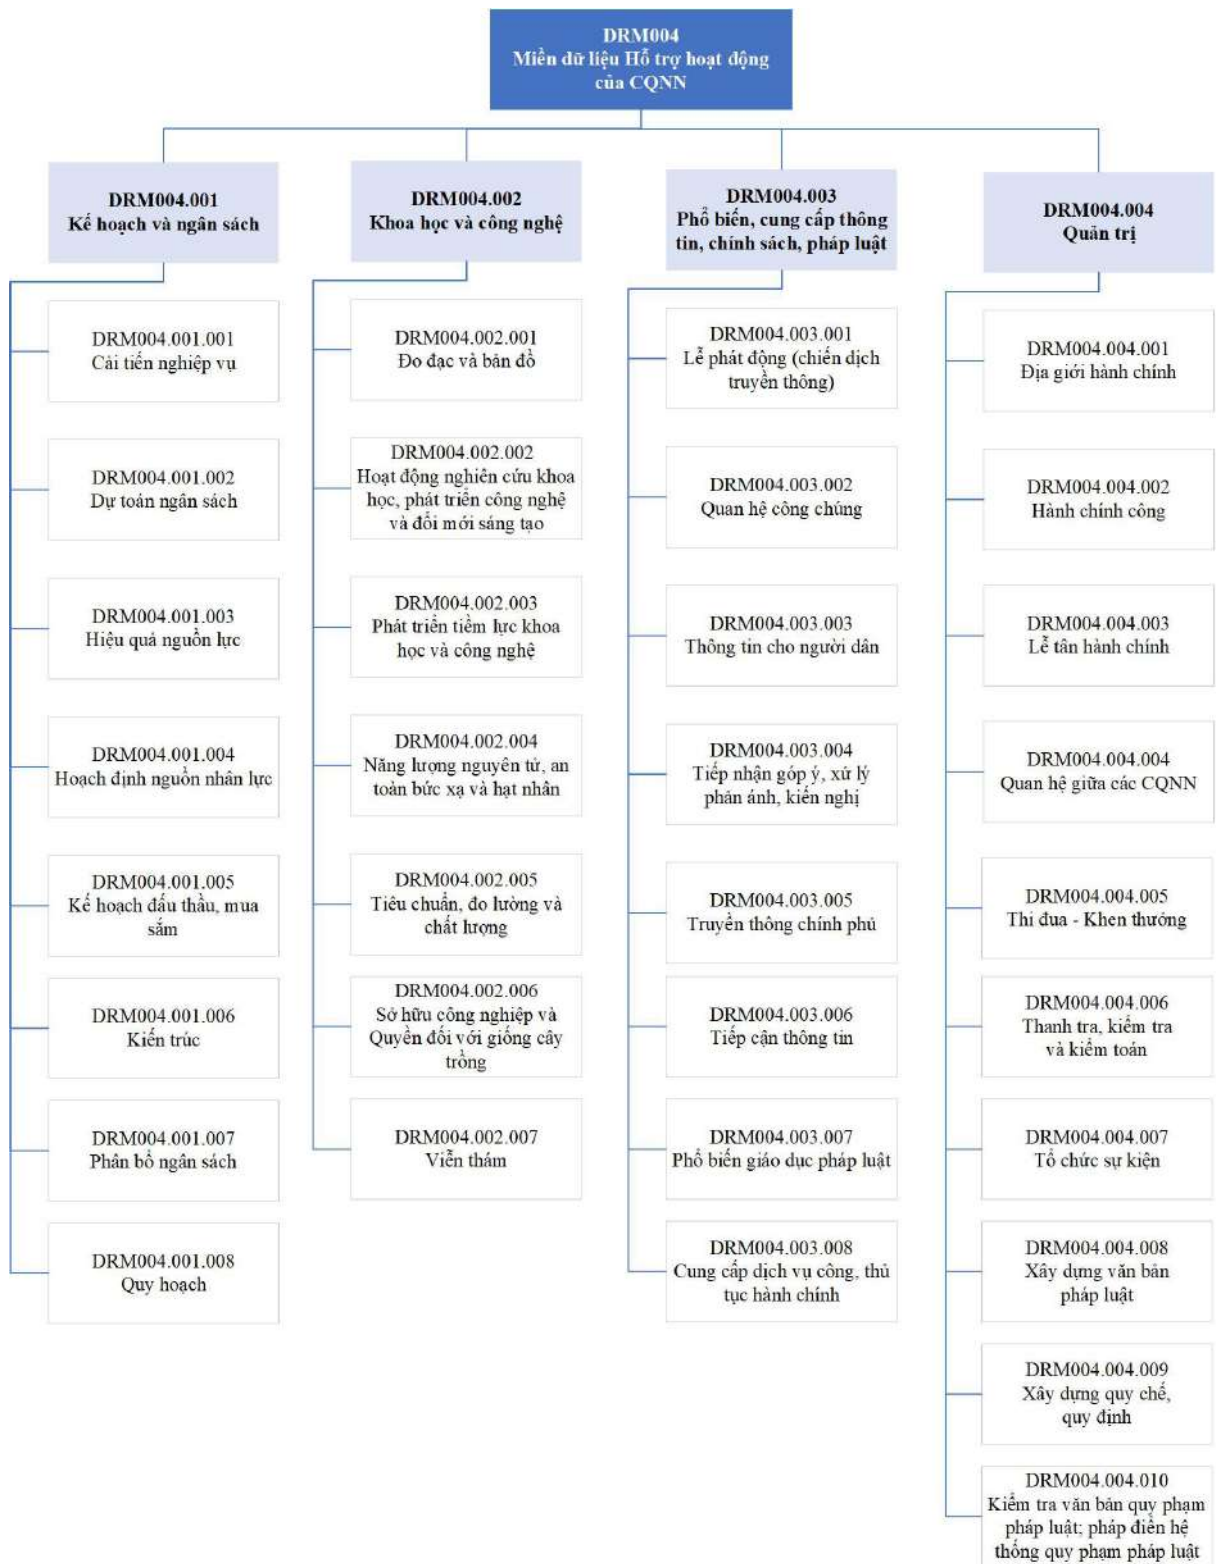 DRM004
Miền dữ liệu Hỗ trợ hoạt động
của CQNN
DRM004.001
Kế hoạch và ngân sách
DRM004.001.001
Cải tiến nghiệp vụ
DRM004.001.002
Dự toán ngân sách
DRM004.001.003
Hiệu quả nguồn lực
DRM004.001.004
Hoạch định nguồn nhân lực
DRM004.001.005
Kế hoạch đấu thầu, mua
sắm
DRM004.001.006
Kiến trúc
DRM004.001.007
Phân bổ ngân sách
DRM004.001.008
Quy hoạch
DRM004.002
Khoa học và công nghệ
DRM004.002.001
Đo đạc và bản đồ
DRM004.002.002
Hoạt động nghiên cứu khoa
học, phát triển công nghệ
và đổi mới sáng tạo
DRM004.002.003
Phát triển tiềm lực khoa
học và công nghệ
DRM004.002.004
Năng lượng nguyên tử, an
toàn bức xạ và hạt nhân
DRM004.002.005
Tiêu chuẩn, đo lường và
chất lượng
DRM004.002.006
Sở hữu công nghiệp và
Quyền đối với giống cây
trồng
DRM004.002.007
Viễn thám
DRM004.003
Phổ biến, cung cấp thông
tin, chính sách, pháp luật
DRM004.003.001
Lễ phát động (chiến dịch
truyền thông)
DRM004.003.002
Quan hệ công chúng
DRM004.003.003
Thông tin cho người dân
DRM004.003.004
Tiếp nhận góp ý, xử lý
phản ánh, kiến nghị
DRM004.003.005
Truyền thông chính phủ
DRM004.003.006
Tiếp cận thông tin
DRM004.003.007
Phổ biến giáo dục pháp luật
DRM004.003.008
Cung cấp dịch vụ công, thủ
tục hành chính
DRM004.004
Quản trị
DRM004.004.001
Địa giới hành chính
DRM004.004.002
Hành chính công
DRM004.004.003
Lễ tân hành chính
DRM004.004.004
Quan hệ giữa các CQNN
DRM004.004.005
Thi đua - Khen thưởng
DRM004.004.006
Thanh tra, kiểm tra
và kiểm toán
DRM004.004.007
Tổ chức sự kiện
DRM004.004.008
Xây dựng văn bản
pháp luật
DRM004.004.009
Xây dựng quy chế,
quy định
DRM004.004.010
Kiểm tra văn bản quy phạm
pháp luật; pháp điển hệ
thống quy phạm pháp luật